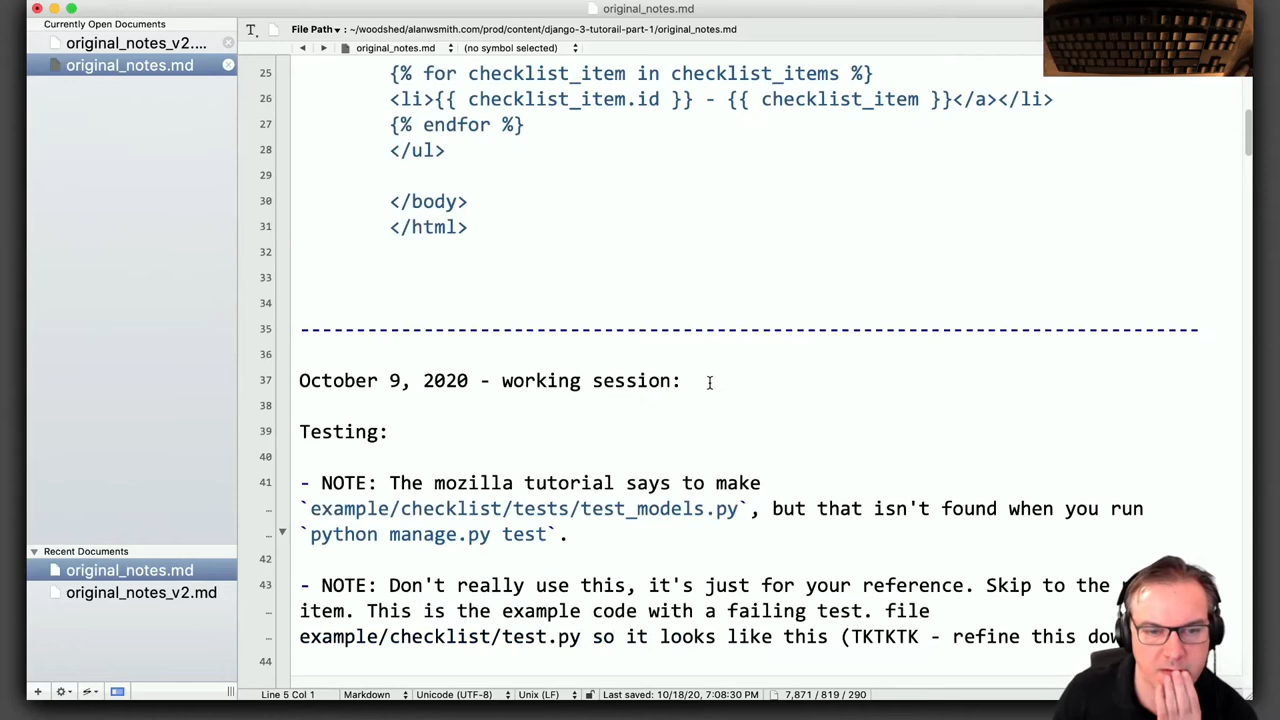 original_notes.md
Currently Open Documents
original_notes_v2....
original_notes.md
File Path ▾ : ~/woodshed/alanwsmith/prod/content/django-3-tutorail-part-1/original_notes.md
original_notes.md (no symbol selected)
25 {% for checklist_item in checklist_items %}
26 <li>{{ checklist_item.id }} - {{ checklist_item }}</a></li>
27 {% endfor %}
28 </ul>
29
30 </body>
31 </html>
32
33
34
35 ----------------------------------------------------------------------------------
36
37 October 9, 2020 - working session:
38
39 Testing:
40
41 - NOTE: The mozilla tutorial says to make
`example/checklist/tests/test_models.py`, but that isn't found when you run
`python manage.py test`.
42
43 - NOTE: Don't really use this, it's just for your reference. Skip to the
item. This is the example code with a failing test. file
example/checklist/test.py so it looks like this (TKTKTK - refine this
44
Recent Documents
original_notes.md
original_notes_v2.md
Line 5 Col 1 Markdown Unicode (UTF-8) Unix (LF) Last saved: 10/18/20, 7:08:30 PM 7,871 / 819 / 290